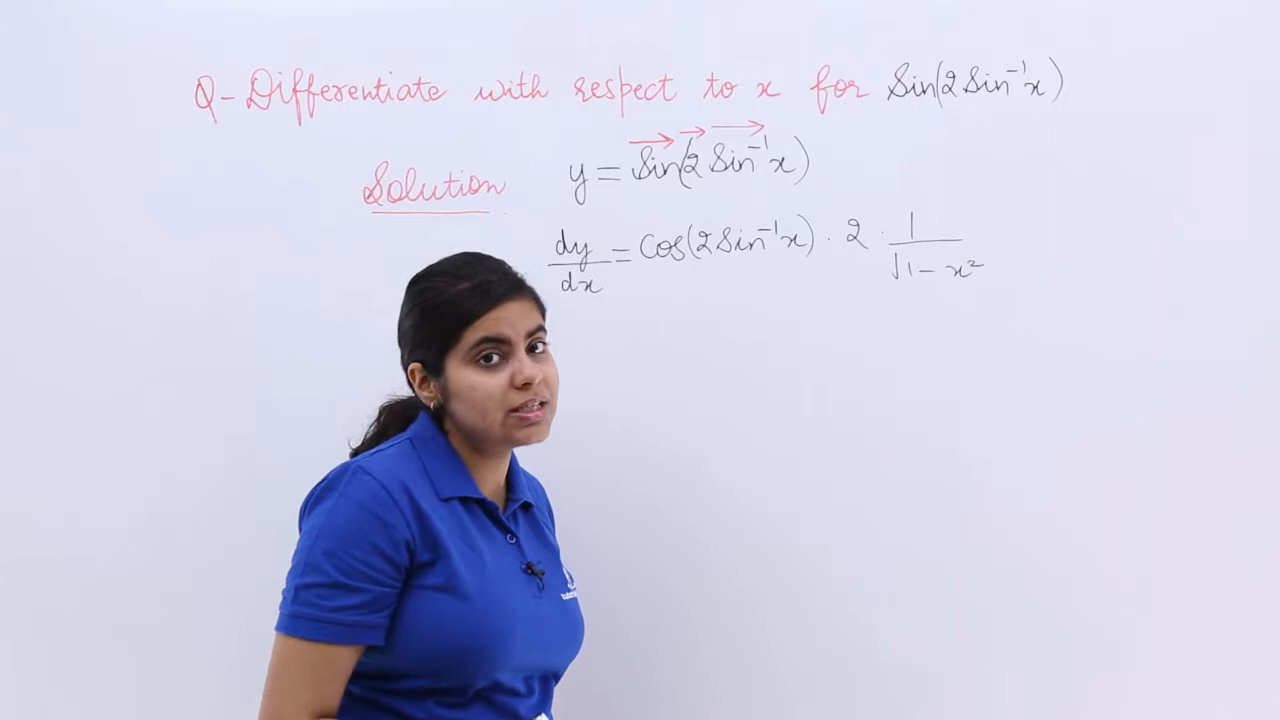 Q- Differentiate with respect to x for Sin(2 Sin⁻¹x)
Solution y = Sin(2 Sin⁻¹x)
dy/dx = Cos(2 Sin⁻¹x) · 2 · 1/√1 - x²